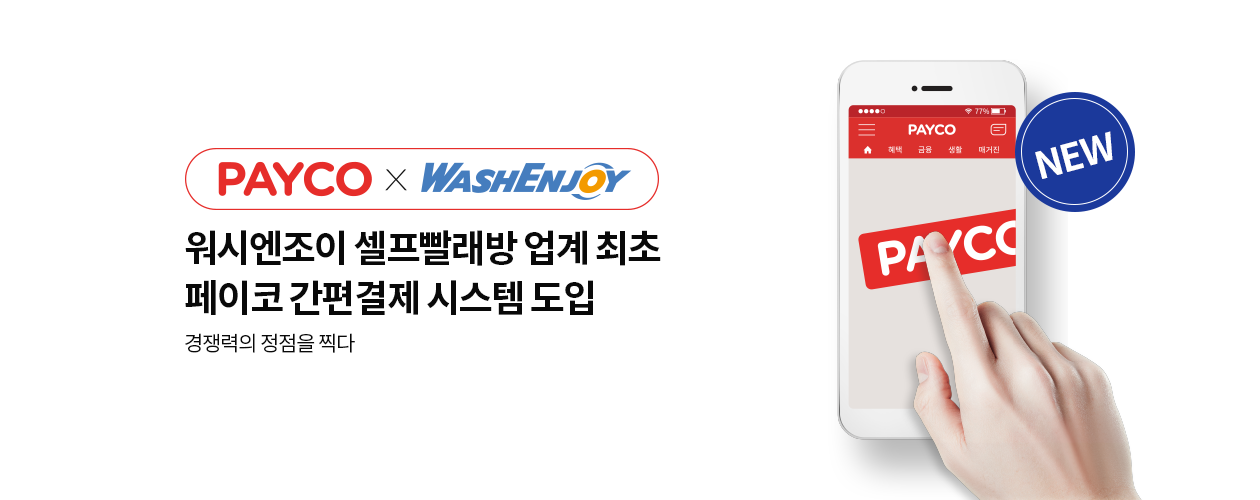 PAYCO × WASHENJOY
워시엔조이 셀프빨래방 업계 최초
페이코 간편결제 시스템 도입
경쟁력의 정점을 찍다
77%
PAYCO
혜택 금융 생활 매거진
NEW
PAYCO